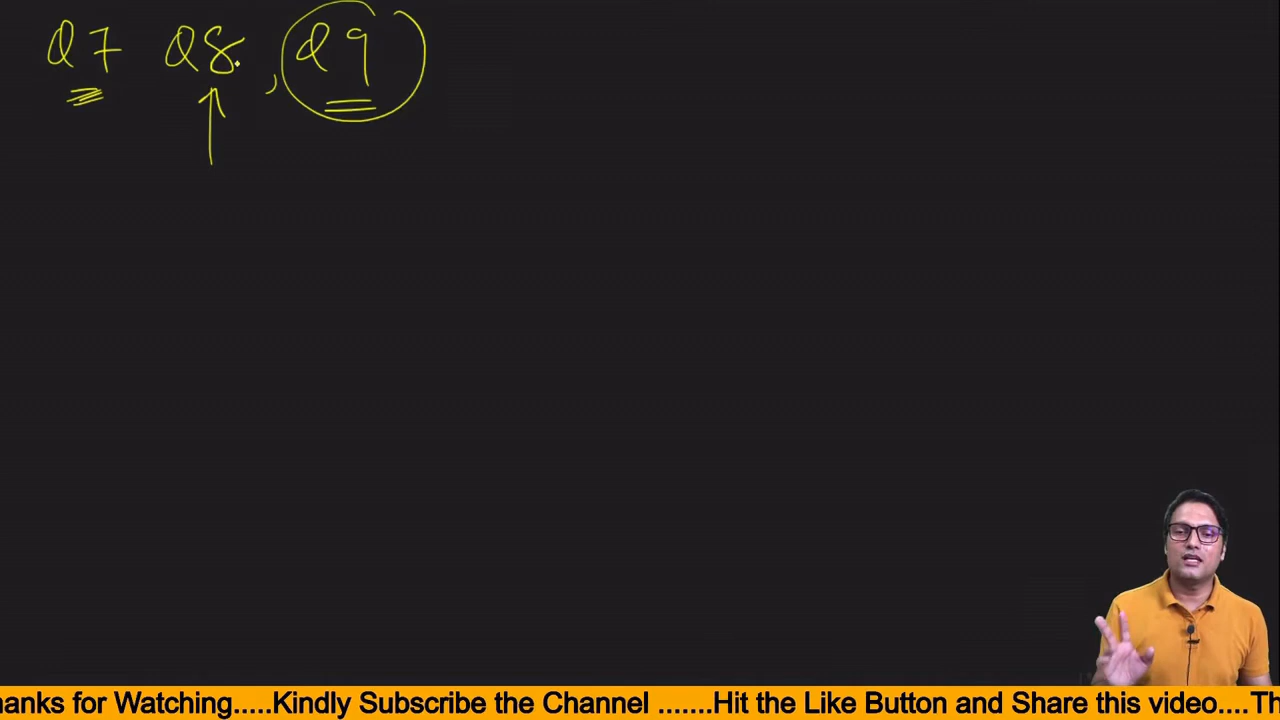 Q7 Q8, Q9
anks for Watching.....Kindly Subscribe the Channel .......Hit the Like Button and Share this video....Th